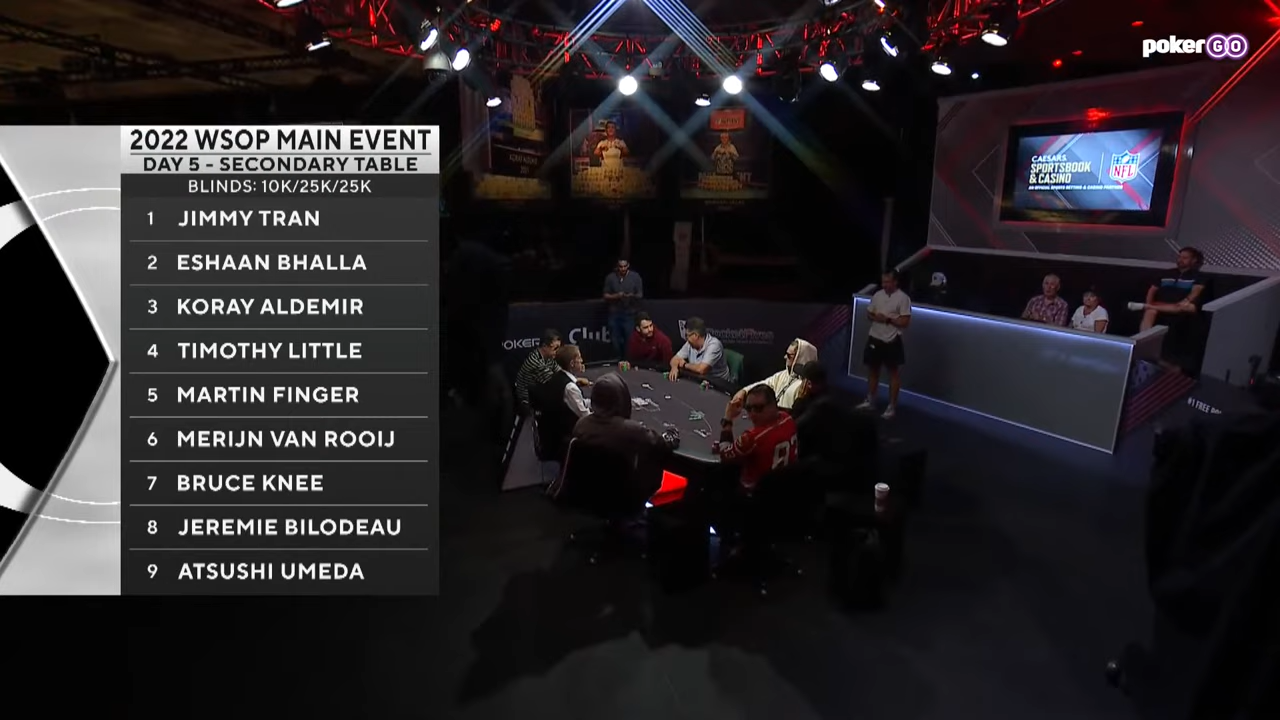 pokerGO
2022 WSOP MAIN EVENT
DAY 5 - SECONDARY TABLE
BLINDS: 10K/25K/25K
1 JIMMY TRAN
2 ESHAAN BHALLA
3 KORAY ALDEMIR
4 TIMOTHY LITTLE
5 MARTIN FINGER
6 MERIJN VAN ROOIJ
7 BRUCE KNEE
8 JEREMIE BILODEAU
9 ATSUSHI UMEDA
CAESARS
SPORTSBOOK
& CASINO
NFL
POKER
Club